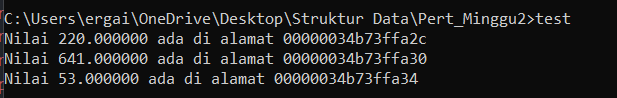 C:\Users\ergai\OneDrive\Desktop\Struktur Data\Pert_Minggu2>test
Nilai 220.000000 ada di alamat 00000034b73ffa2c
Nilai 641.000000 ada di alamat 00000034b73ffa30
Nilai 53.000000 ada di alamat 00000034b73ffa34